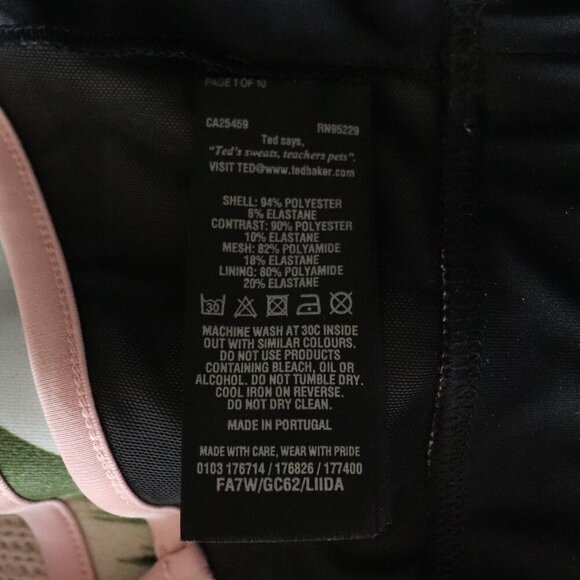 PAGE 1 OF 10
CA25459 RN95229
Ted says,
"Ted's sweats, teachers pets".
VISIT TED@www.tedbaker.com
SHELL: 94% POLYESTER
6% ELASTANE
CONTRAST: 90% POLYESTER
10% ELASTANE
MESH: 82% POLYAMIDE
18% ELASTANE
LINING: 80% POLYAMIDE
20% ELASTANE
30
MACHINE WASH AT 30C INSIDE
OUT WITH SIMILAR COLOURS.
DO NOT USE PRODUCTS
CONTAINING BLEACH, OIL OR
ALCOHOL. DO NOT TUMBLE DRY.
COOL IRON ON REVERSE.
DO NOT DRY CLEAN.
MADE IN PORTUGAL
MADE WITH CARE, WEAR WITH PRIDE
0103 176714 / 176826 / 177400
FA7W/GC62/LIIDA